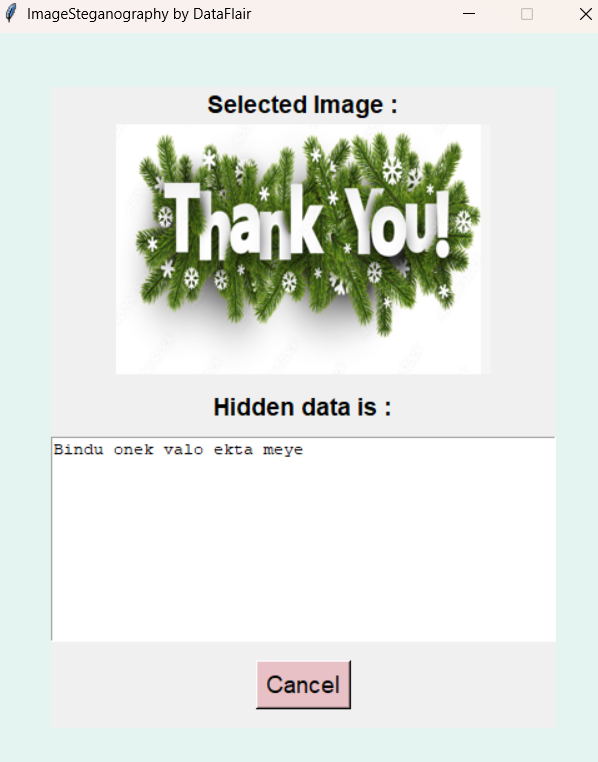 ImageSteganography by DataFlair
Selected Image :
Thank You!
Hidden data is :
Bindu onek valo ekta meye
Cancel